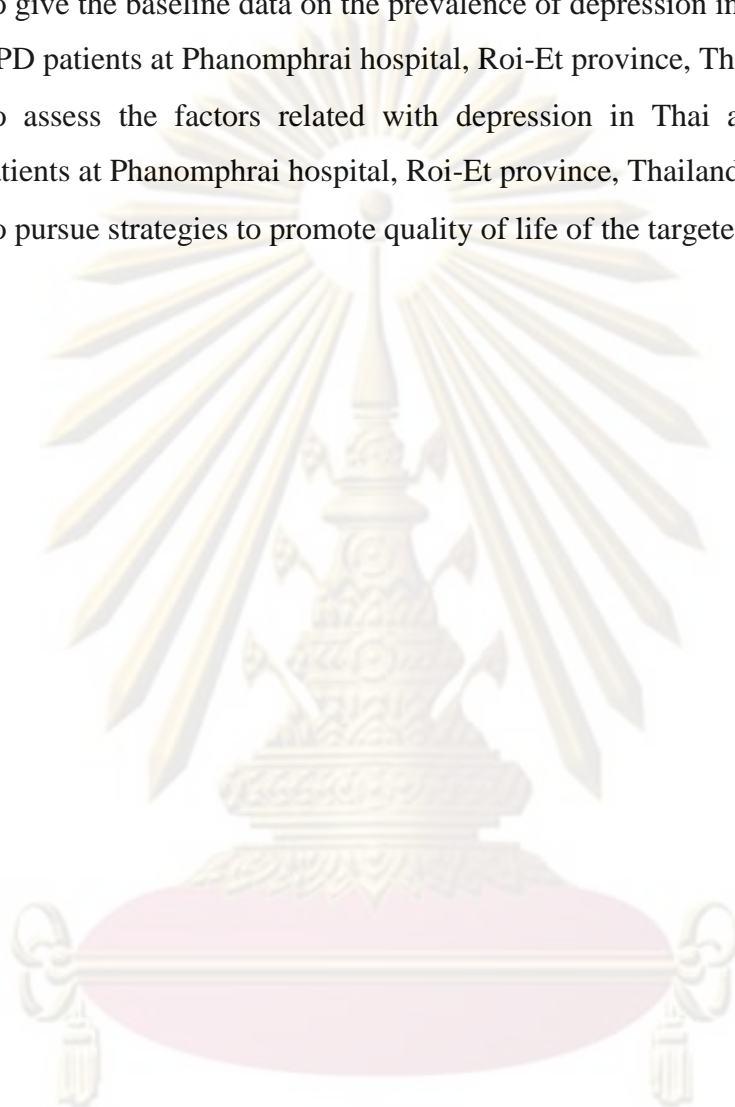 give the baseline data on the prevalence of depression in
PD patients at Phanomphrai hospital, Roi-Et province, Th
assess the factors related with depression in Thai a
tients at Phanomphrai hospital, Roi-Et province, Thailand
pursue strategies to promote quality of life of the targete